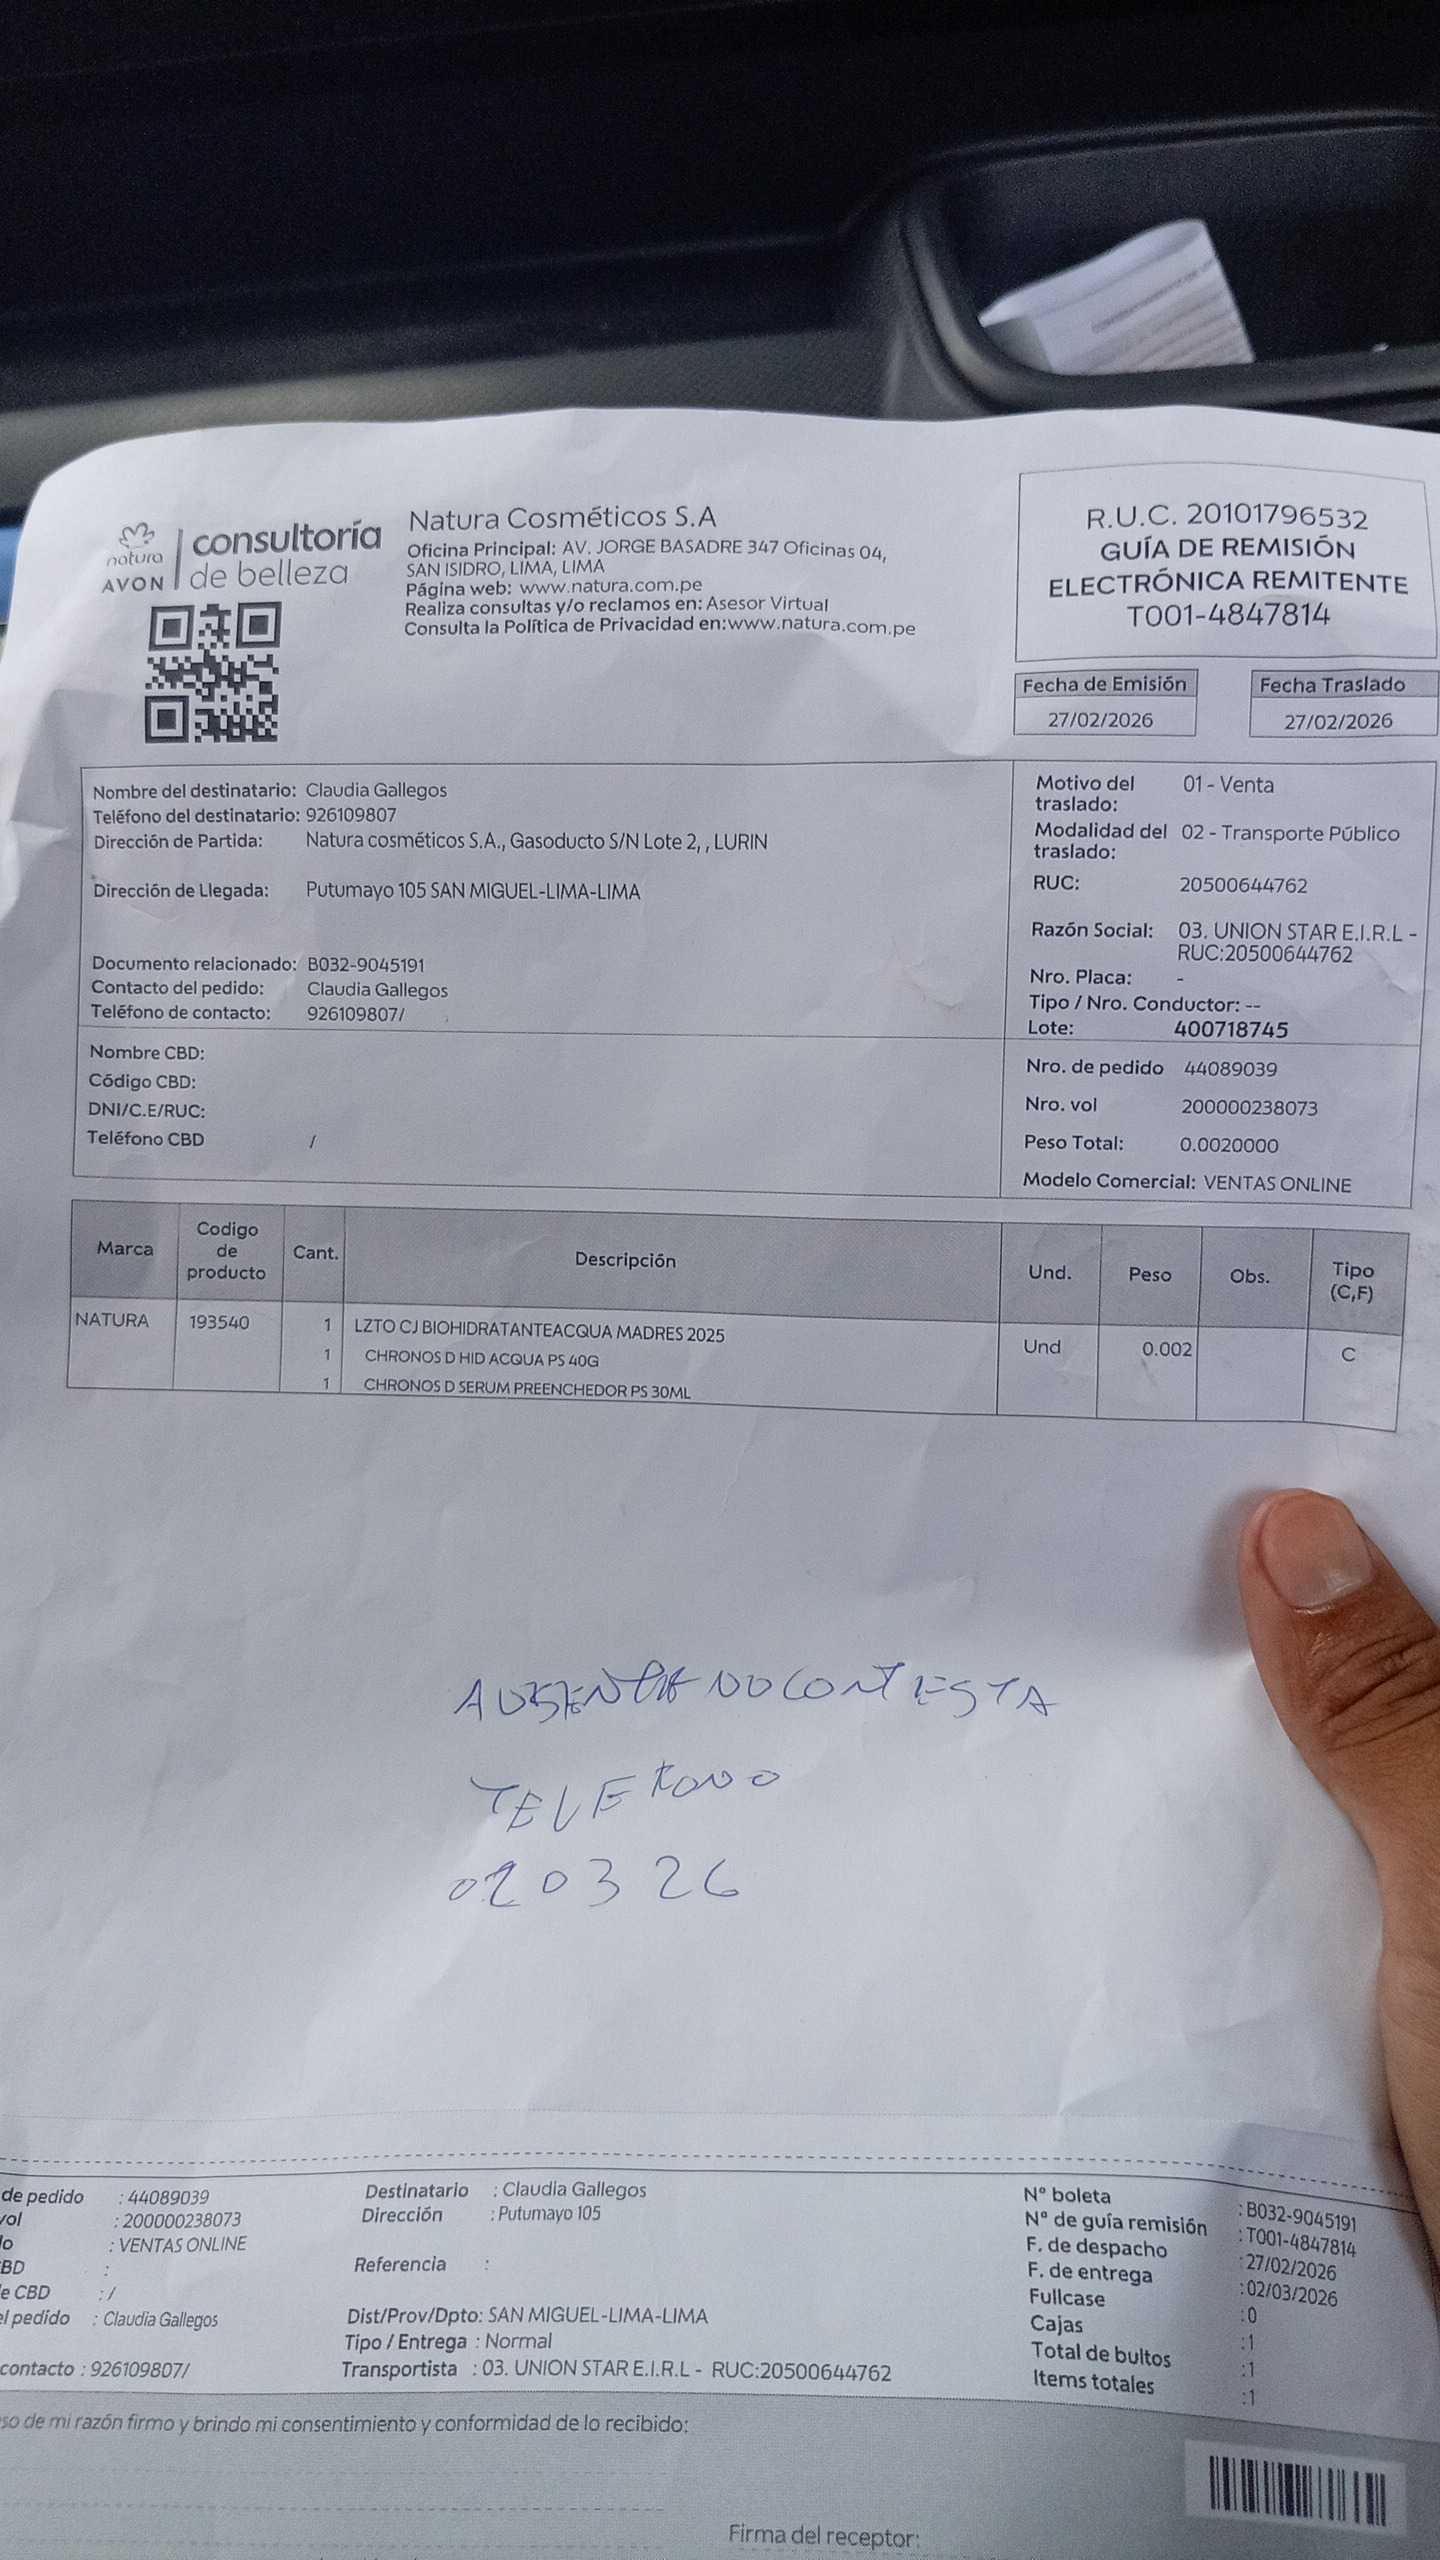 natura
AVON
consultoría
de belleza
Natura Cosméticos S.A
Oficina Principal: AV. JORGE BASADRE 347 Oficinas 04,
SAN ISIDRO, LIMA, LIMA
Página web: www.natura.com.pe
Realiza consultas y/o reclamos en: Asesor Virtual
Consulta la Política de Privacidad en:www.natura.com.pe
R.U.C. 20101796532
GUÍA DE REMISIÓN
ELECTRÓNICA REMITENTE
T001-4847814
Fecha de Emisión Fecha Traslado
27/02/2026 27/02/2026
Nombre del destinatario: Claudia Gallegos
Teléfono del destinatario: 926109807
Dirección de Partida: Natura cosméticos S.A., Gasoducto S/N Lote 2, , LURIN
Dirección de Llegada: Putumayo 105 SAN MIGUEL-LIMA-LIMA
Documento relacionado: B032-9045191
Contacto del pedido: Claudia Gallegos
Teléfono de contacto: 926109807/
Motivo del traslado: 01 - Venta
Modalidad del traslado: 02 - Transporte Público
RUC: 20500644762
Razón Social: 03. UNION STAR E.I.R.L -
RUC:20500644762
Nro. Placa: -
Tipo / Nro. Conductor: --
Lote: 400718745
Nombre CBD:
Código CBD:
DNI/C.E/RUC:
Teléfono CBD /
Nro. de pedido 44089039
Nro. vol 200000238073
Peso Total: 0.0020000
Modelo Comercial: VENTAS ONLINE
Marca Codigo de producto Cant. Descripción Und. Peso Obs. Tipo (C,F)
NATURA 193540 1 LZTO CJ BIOHIDRATANTEACQUA MADRES 2025 Und 0.002 C
1 CHRONOS D HID ACQUA PS 40G
1 CHRONOS D SERUM PREENCHEDOR PS 30ML
AUSENTE NO CONTESTA
TELEFONO
020326
de pedido : 44089039
vol : 200000238073
lo : VENTAS ONLINE
BD :
e CBD : /
el pedido : Claudia Gallegos
contacto : 926109807/
Destinatario : Claudia Gallegos
Dirección : Putumayo 105
Referencia :
Dist/Prov/Dpto: SAN MIGUEL-LIMA-LIMA
Tipo / Entrega : Normal
Transportista : 03. UNION STAR E.I.R.L - RUC:20500644762
N° boleta : B032-9045191
N° de guía remisión : T001-4847814
F. de despacho : 27/02/2026
F. de entrega : 02/03/2026
Fullcase : 0
Cajas : 1
Total de bultos : 1
Items totales : 1
so de mi razón firmo y brindo mi consentimiento y conformidad de lo recibido:
Firma del receptor: